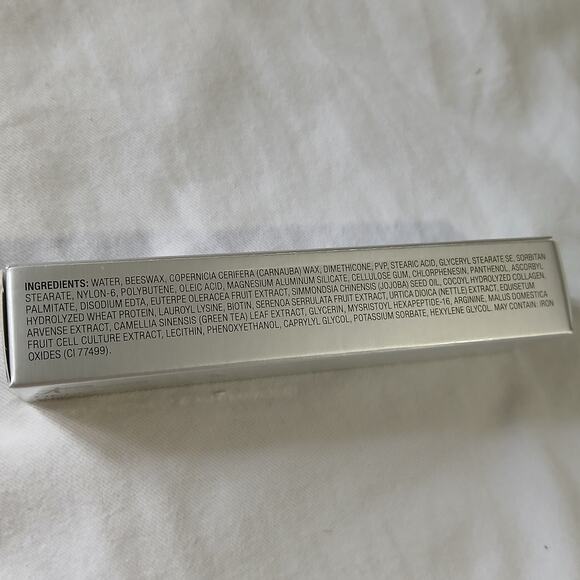 INGREDIENTS: WATER, BEESWAX, COPERNICIA CERIFERA (CARNAUBA) WAX, DIMETHICONE, PVP, STEARIC ACID, GLYCERYL STEARATE SE, SORBITAN
STEARATE, NYLON-6, POLYBUTENE, OLEIC ACID, MAGNESIUM ALUMINUM SILICATE, CELLULOSE GUM, CHLORPHENESIN, PANTHENOL, ASCORBYL
PALMITATE, DISODIUM EDTA, EUTERPE OLERACEA FRUIT EXTRACT, SIMMONDSIA CHINENSIS (JOJOBA) SEED OIL, COCOYL HYDROLYZED COLLAGEN,
HYDROLYZED WHEAT PROTEIN, LAUROYL LYSINE, BIOTIN, SERENOA SERRULATA FRUIT EXTRACT, URTICA DIOICA (NETTLE) EXTRACT, EQUISETUM
ARVENSE EXTRACT, CAMELLIA SINENSIS (GREEN TEA) LEAF EXTRACT, GLYCERIN, MYSRISTOYL HEXAPEPTIDE-16, ARGININE, MALUS DOMESTICA
FRUIT CELL CULTURE EXTRACT, LECITHIN, PHENOXYETHANOL, CAPRYLYL GLYCOL, POTASSIUM SORBATE, HEXYLENE GLYCOL. MAY CONTAIN: IRON
OXIDES (CI 77499).